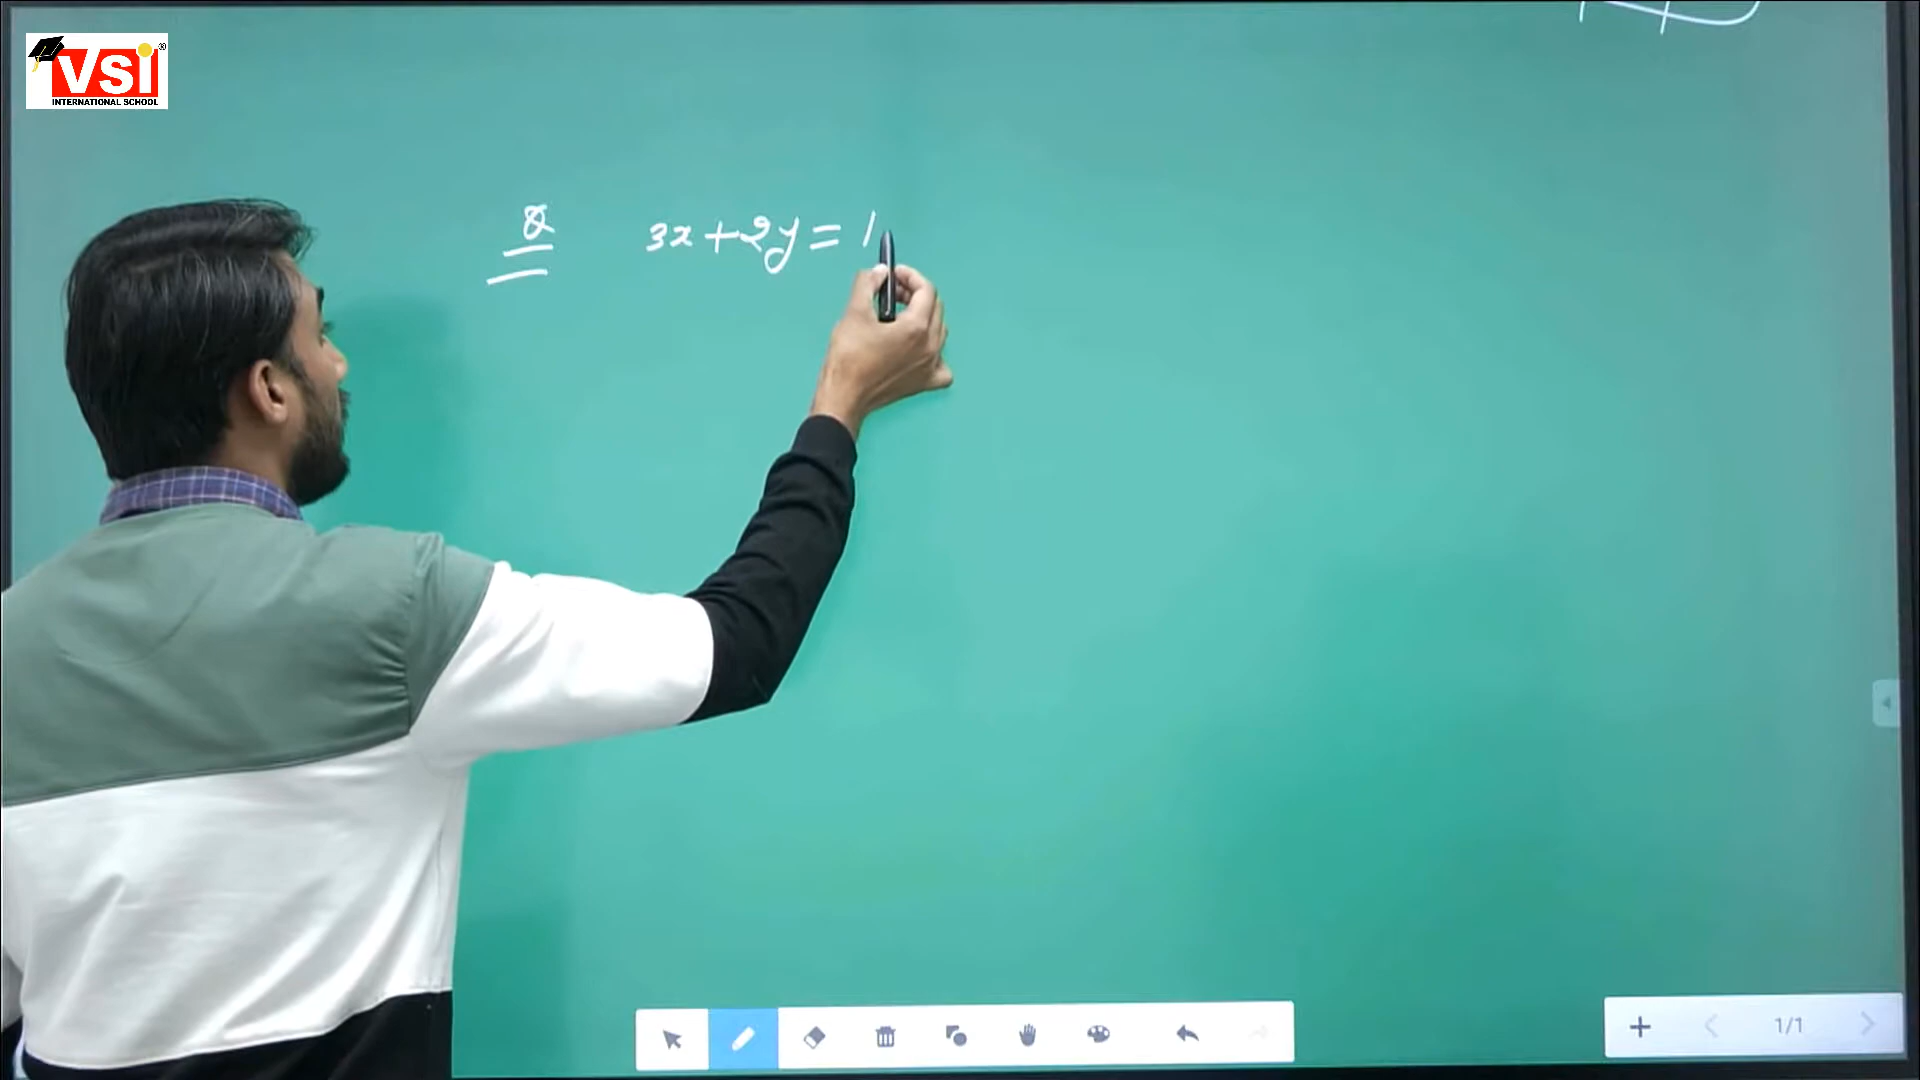 VSI
INTERNATIONAL SCHOOL
Q 3x+2y=1
1/1